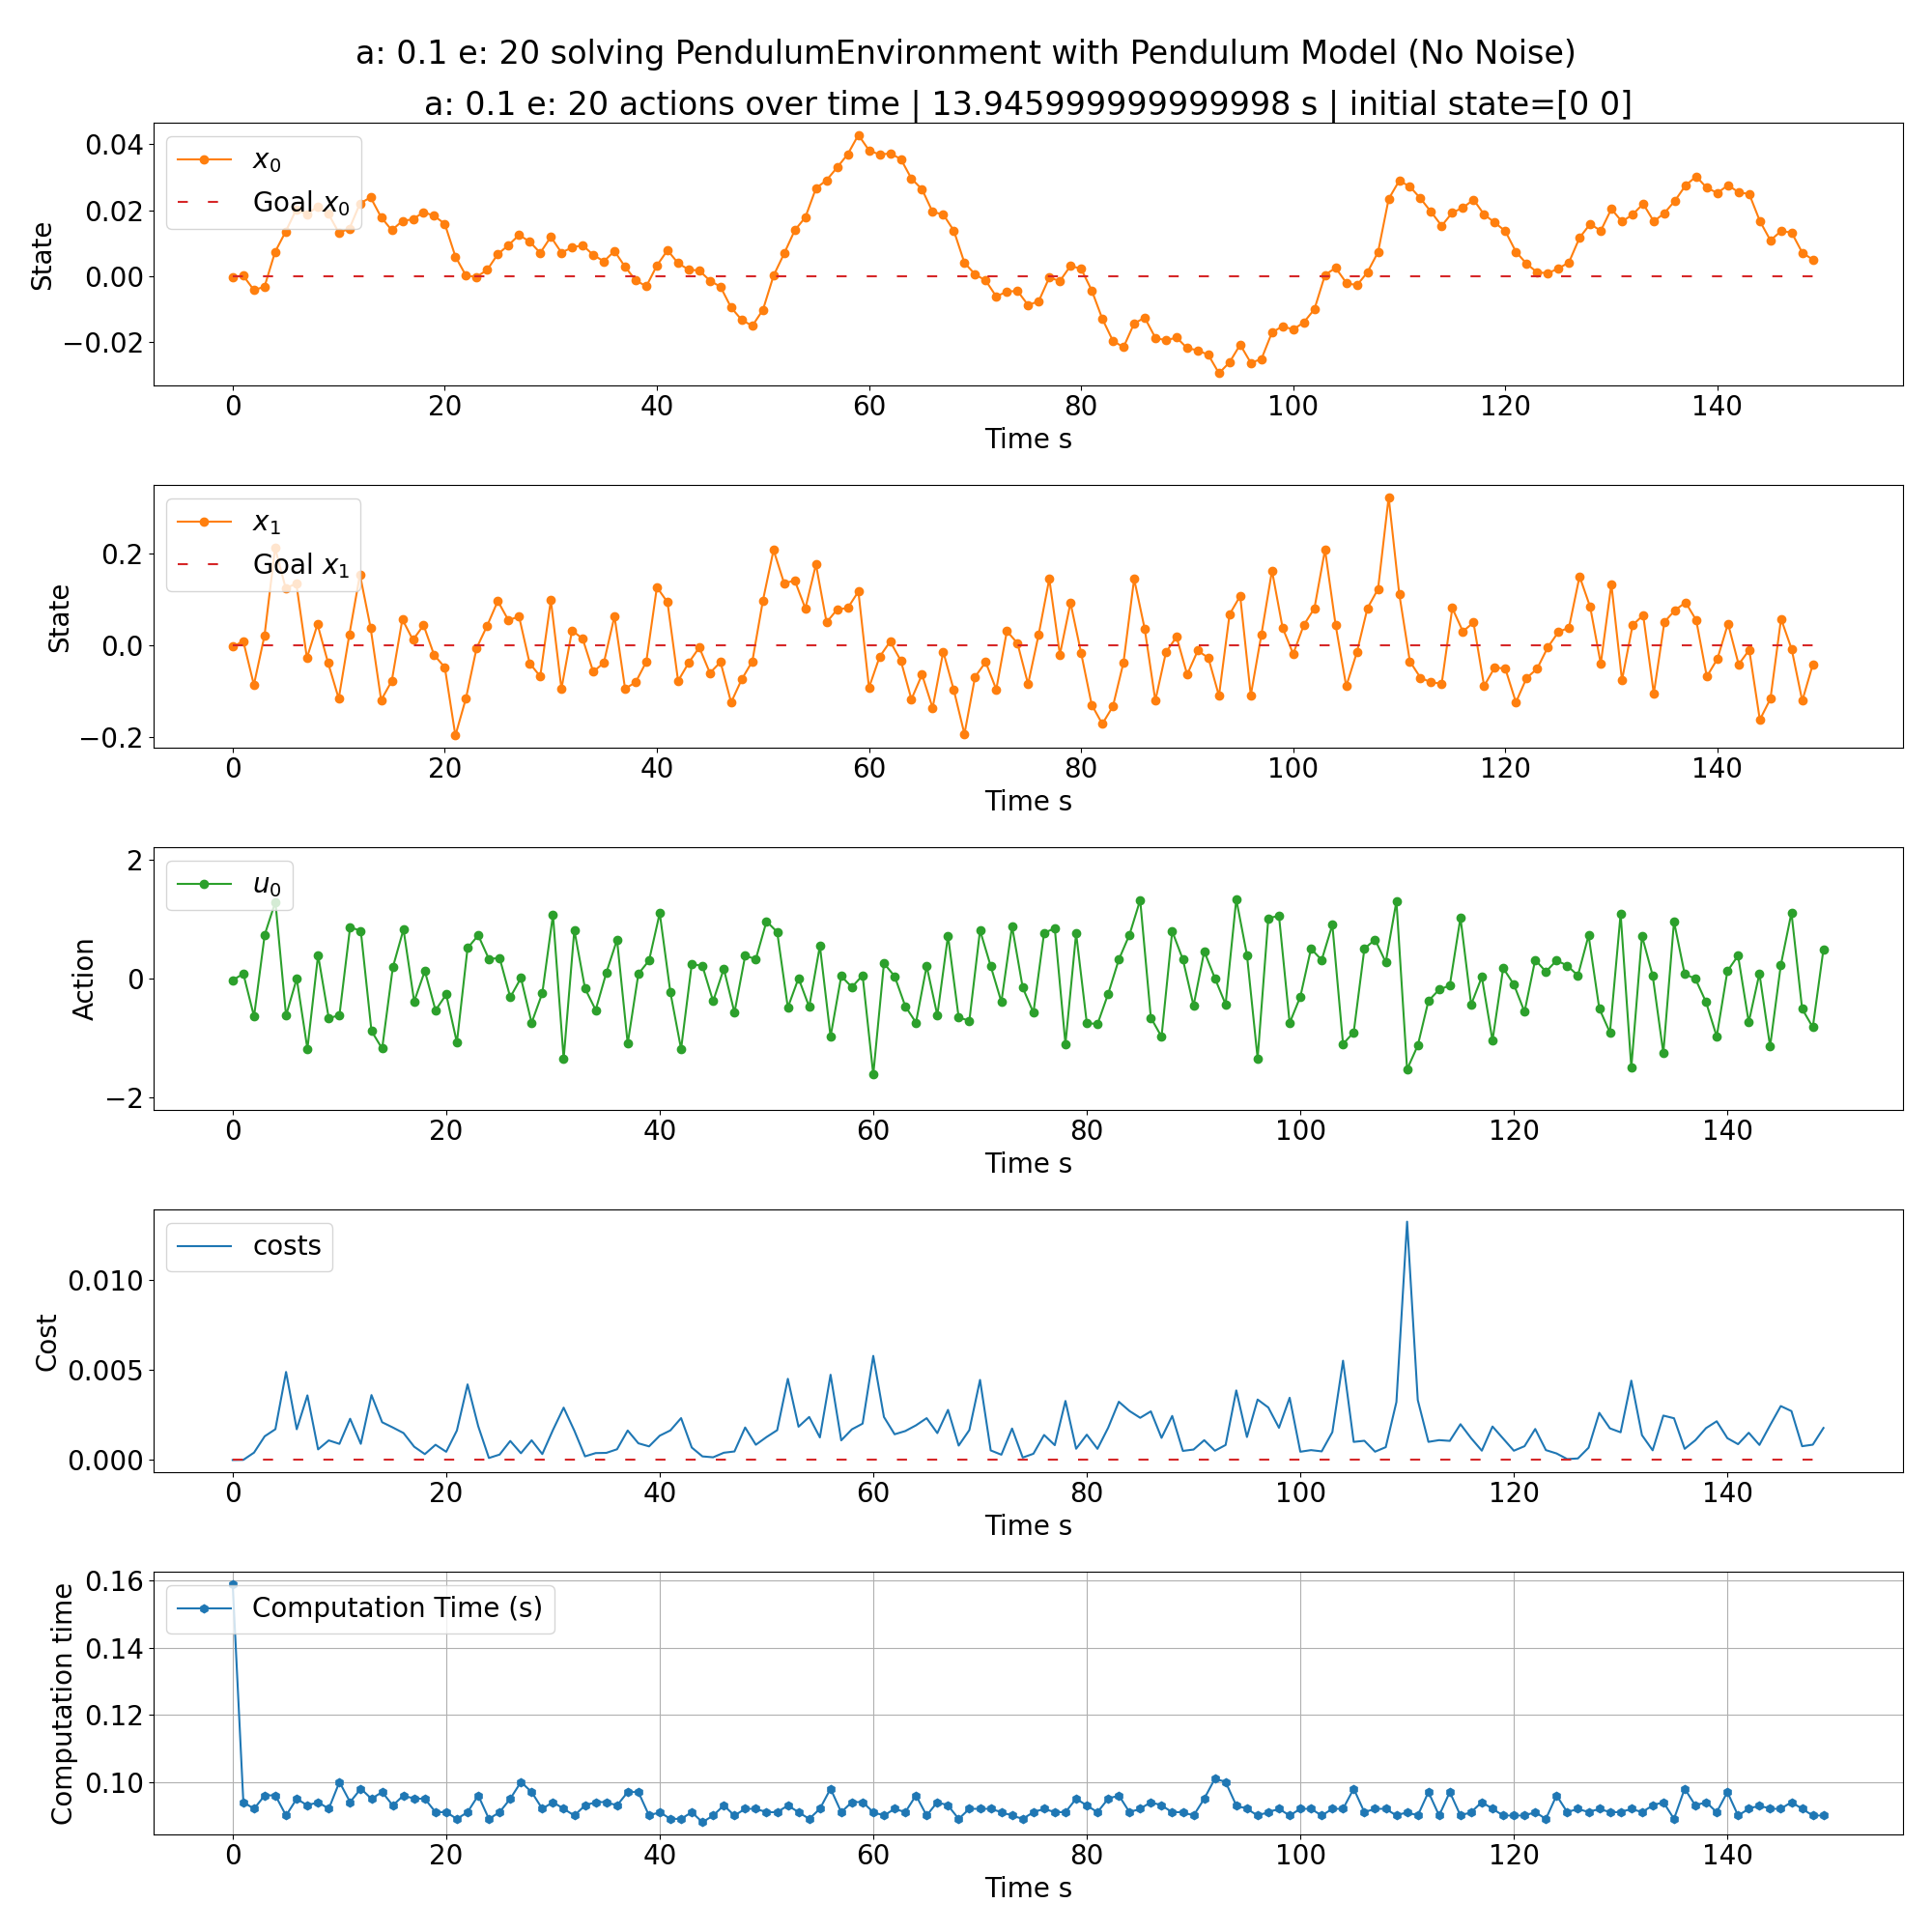 a: 0.1 e: 20 solving PendulumEnvironment with Pendulum Model (No Noise)
a: 0.1 e: 20 actions over time | 13.945999999999998 s | initial state=[0 0]
0.04
0.02
0.00
−0.02
State
x₀
Goal x₀
0 20 40 60 80 100 120 140
Time s
0.2
0.0
−0.2
State
x₁
Goal x₁
0 20 40 60 80 100 120 140
Time s
2
0
−2
Action
u₀
0 20 40 60 80 100 120 140
Time s
0.010
0.005
0.000
Cost
costs
0 20 40 60 80 100 120 140
Time s
0.16
0.14
0.12
0.10
Computation time
Computation Time (s)
0 20 40 60 80 100 120 140
Time s